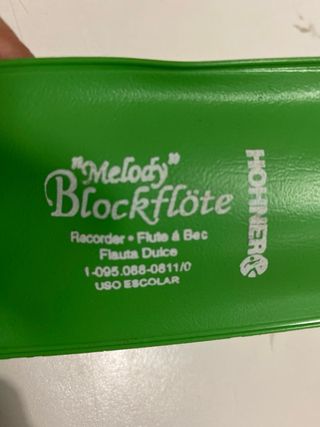 "Melody"
Blockflöte
Recorder • Flute á Bec
Flauta Dulce
1-095.068-0811/0
USO ESCOLAR
HOHNER